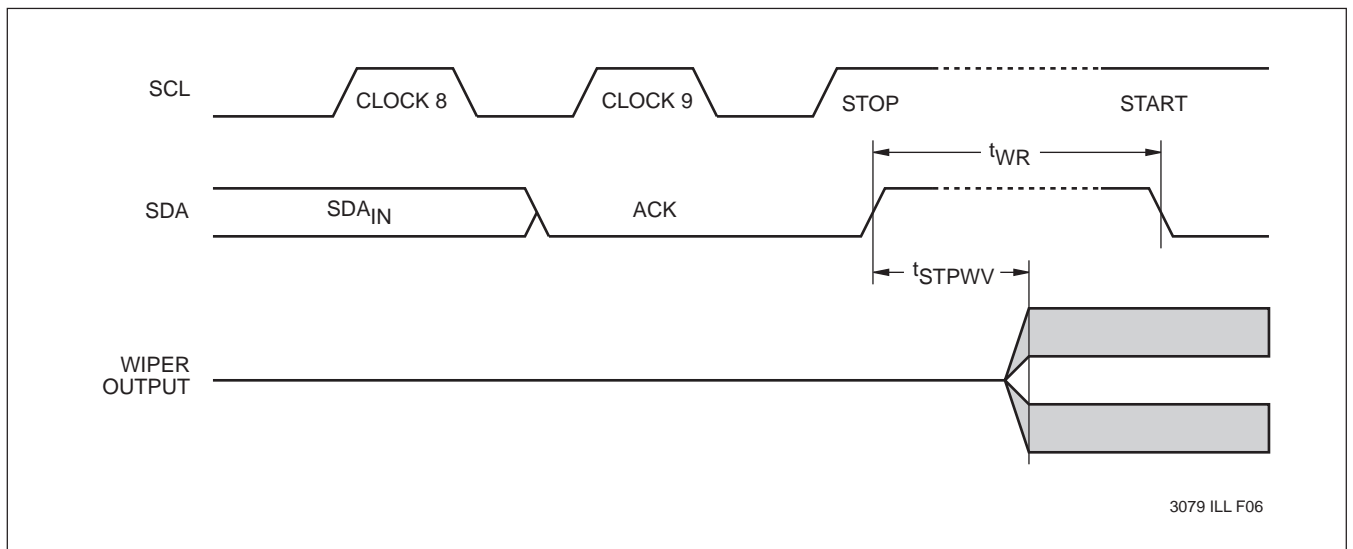 SCL
CLOCK 8
CLOCK 9
STOP
START
tWR
SDA
SDAIN
ACK
tSTPWV
WIPER
OUTPUT
3079 ILL F06